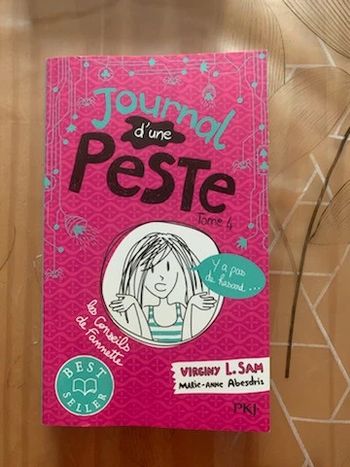 Journal
d'une
PESTE
Tome 4
Y a pas
de hasard...
les Conseils
de Fannette
VIRGINY L. SAM
MARIE-ANNE Abesdris
BEST
SELLER
PKJ